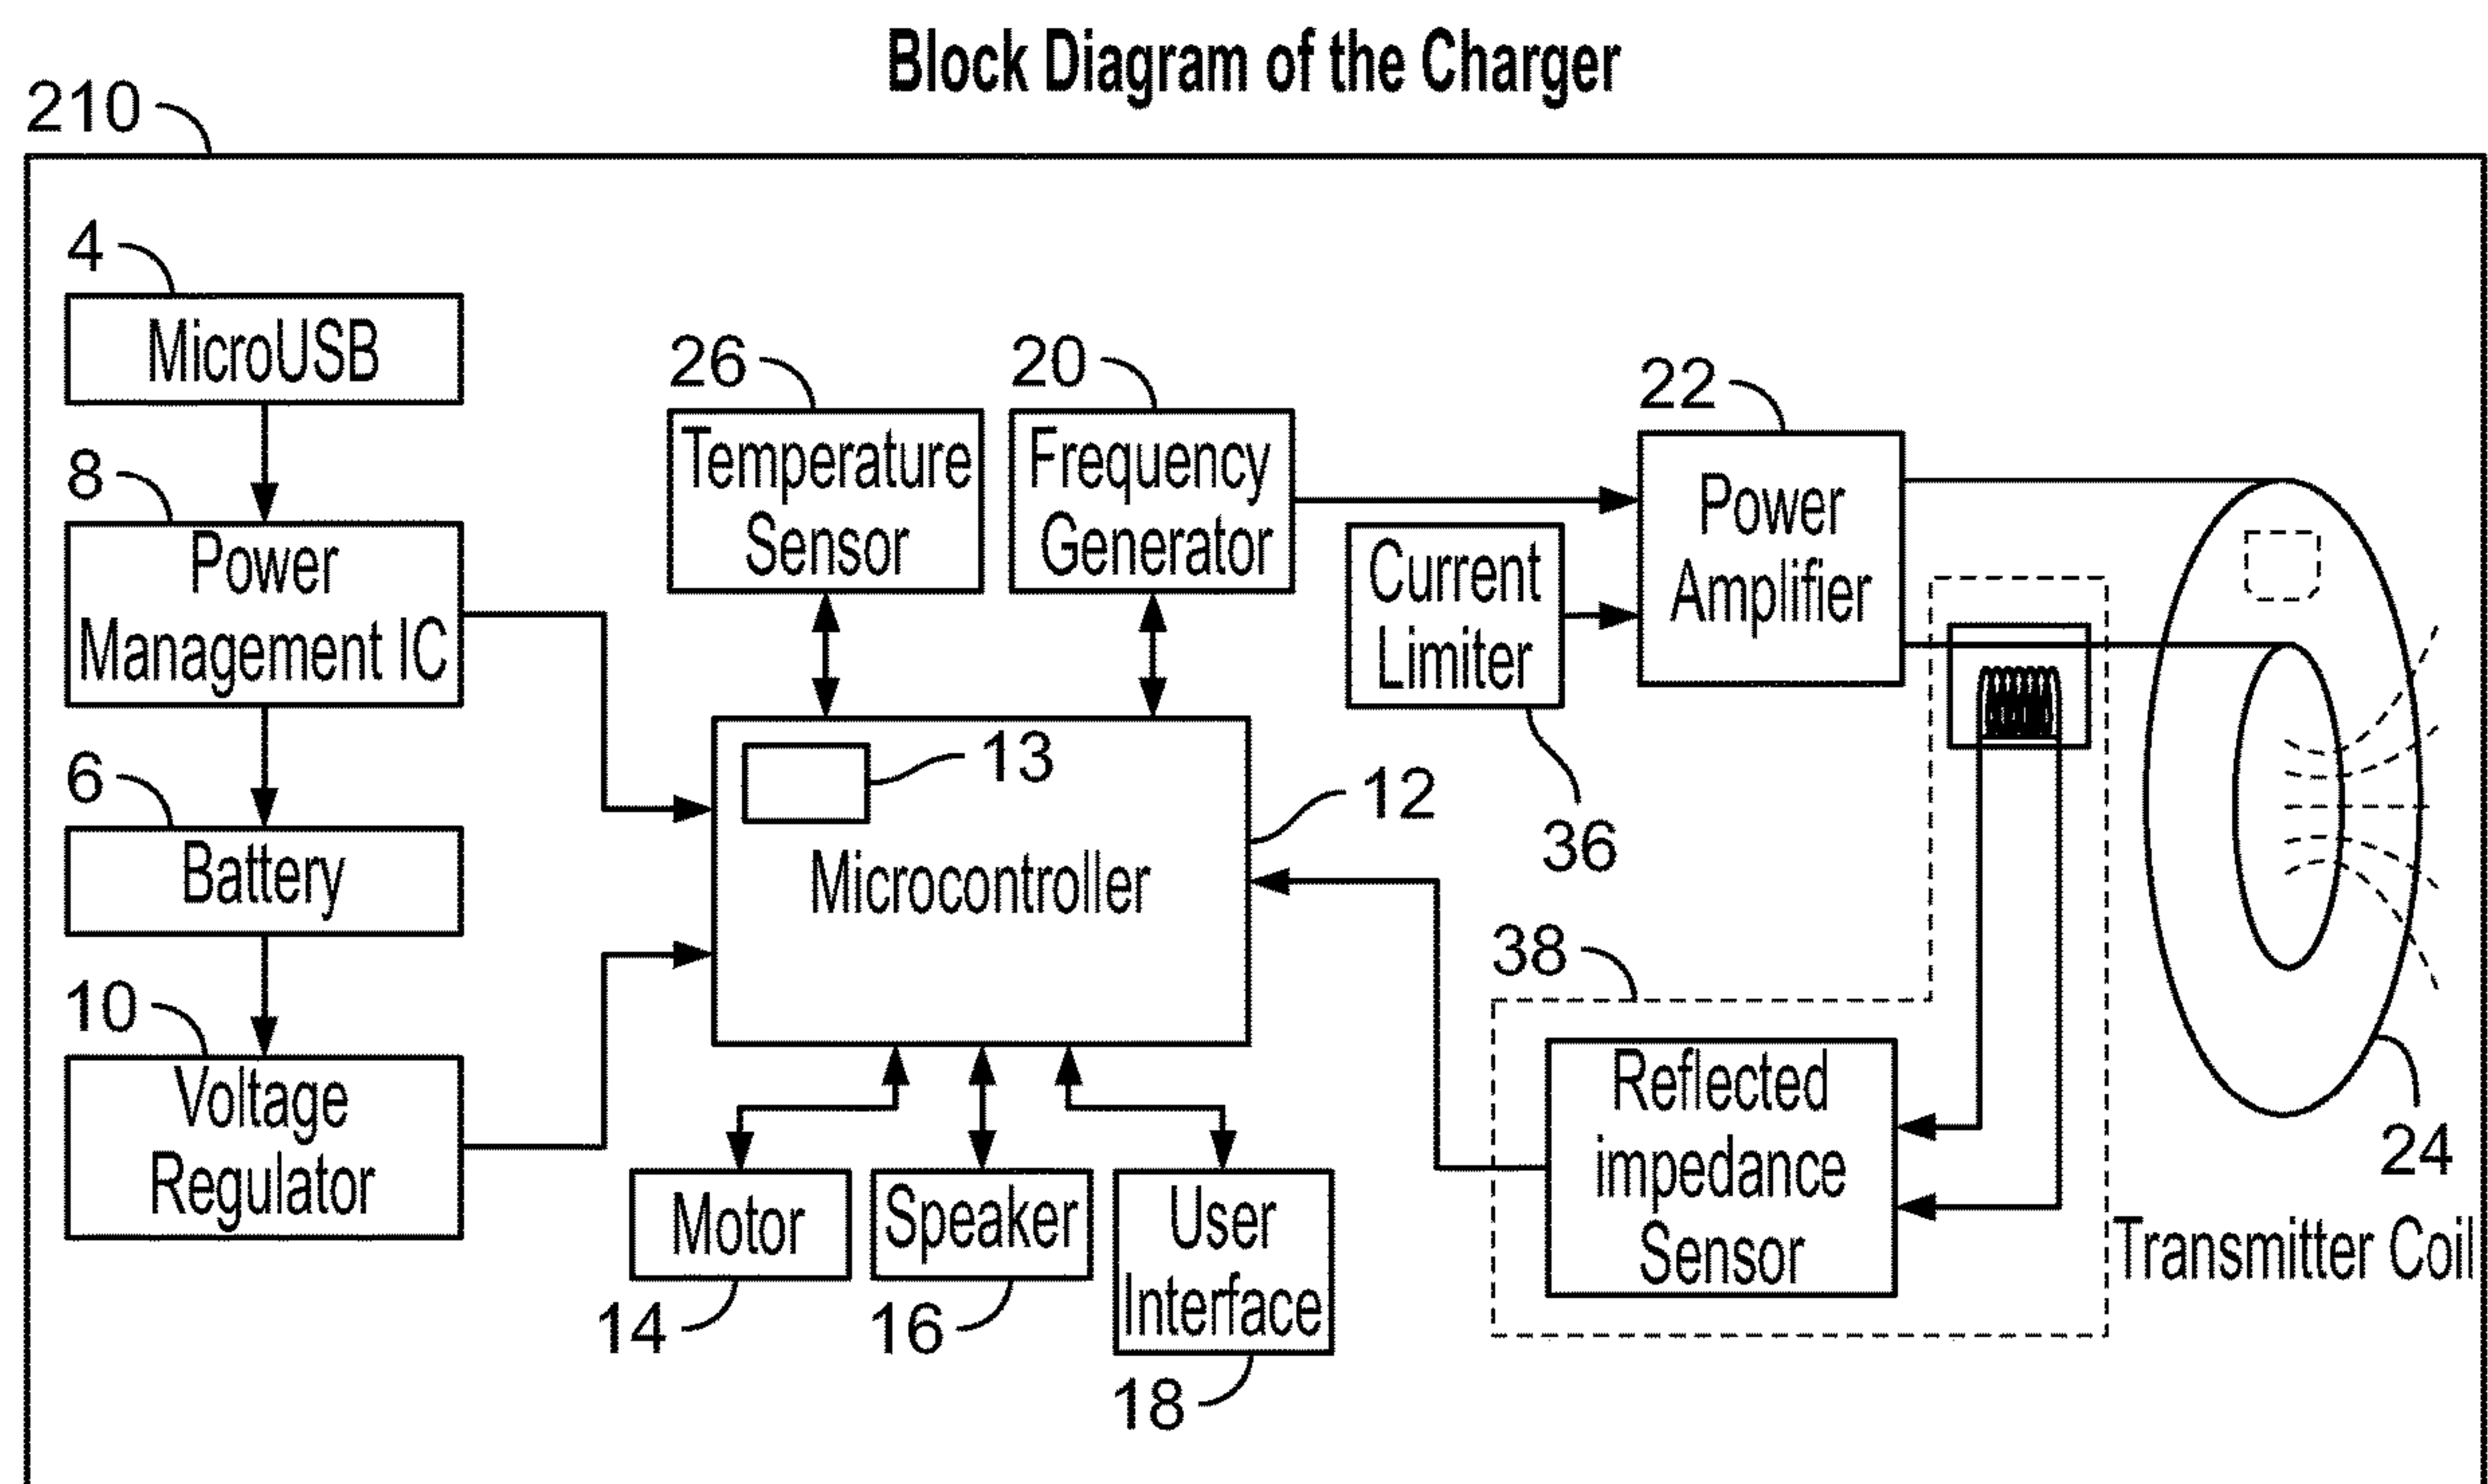 Block Diagram of the Charger
210
4
MicroUSB
8
Power
Management IC
6
Battery
10
Voltage
Regulator
26
Temperature
Sensor
20
Frequency
Generator
22
Power
Amplifier
Current
Limiter
36
13
12
Microcontroller
38
Reflected
impedance
Sensor
24
Transmitter Coil
Motor
14
Speaker
16
User
Interface
18